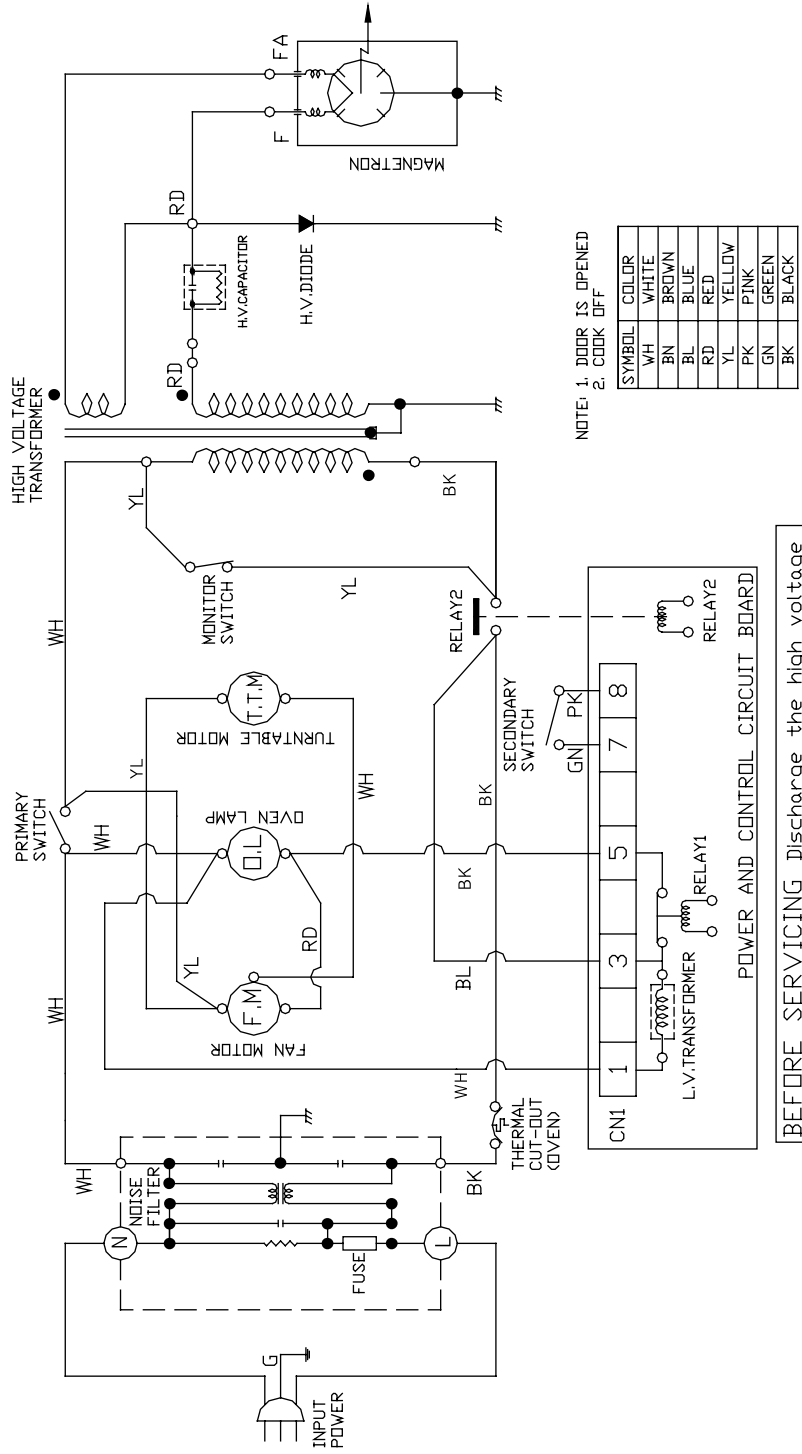 INPUT
POWER
G
N
L
NOISE
FILTER
FUSE
WH
BK
WH
THERMAL
CUT-OUT
(OVEN)
WH
PRIMARY
SWITCH
WH
FAN MOTOR
F.M
YL
RD
OVEN LAMP
O.L
YL
TURNTABLE MOTOR
T.T.M
WH
BL
BK
BK
WH
MONITOR
SWITCH
YL
YL
RELAY2
SECONDARY
SWITCH
GN
PK
HIGH VOLTAGE
TRANSFORMER
BK
RD
H.V.CAPACITOR
RD
H.V.DIODE
F
FA
MAGNETRON
CN1
1
3
5
7
8
L.V.TRANSFORMER
RELAY1
RELAY2
POWER AND CONTROL CIRCUIT BOARD
NOTE: 1. DOOR IS OPENED
2. COOK OFF
SYMBOL COLOR
WH WHITE
BN BROWN
BL BLUE
RD RED
YL YELLOW
PK PINK
GN GREEN
BK BLACK
BEFORE SERVICING Discharge the high voltage